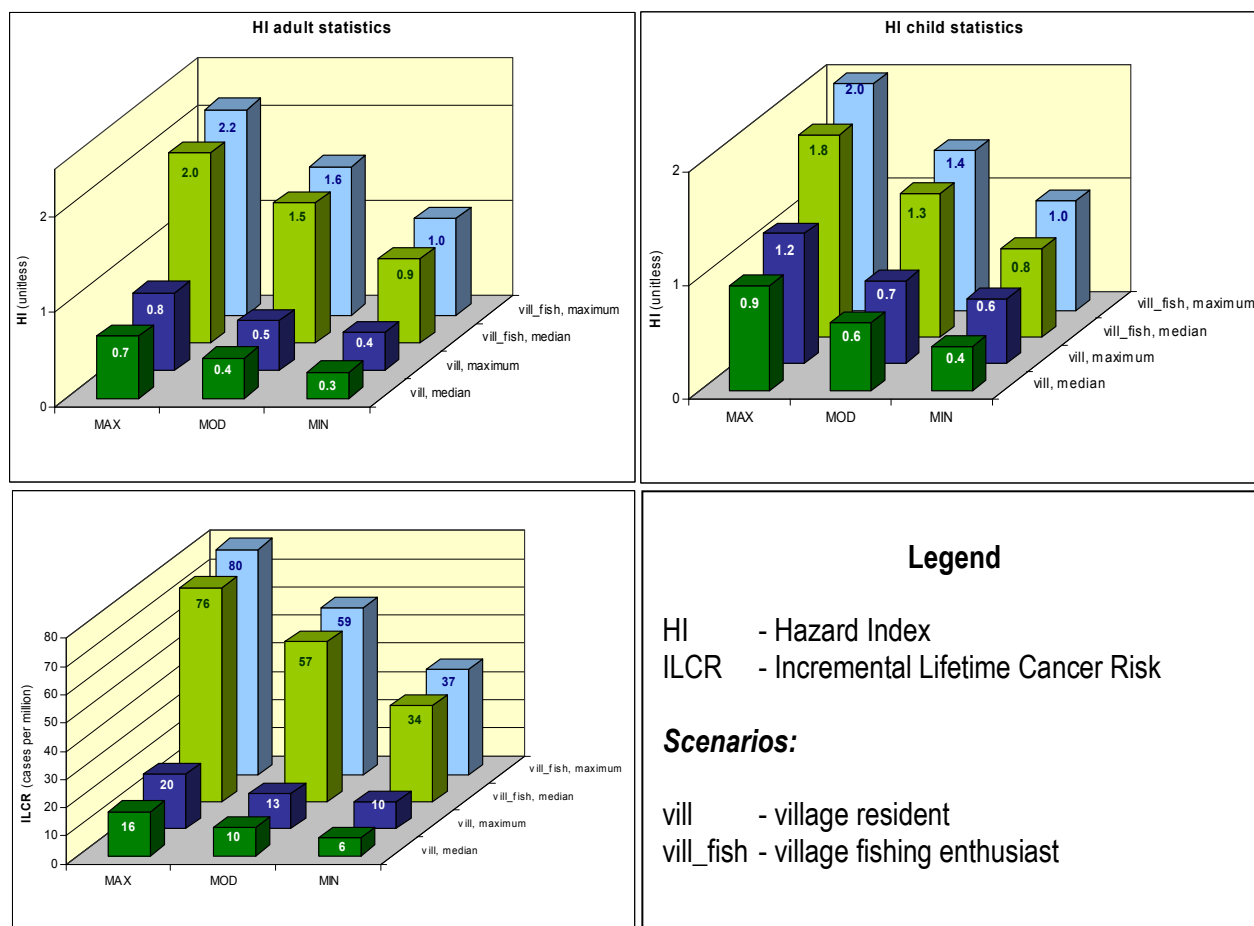 HI adult statistics
HI (unitless)
2
1
0
2.2
1.6
1.0
2.0
1.5
0.9
0.8
0.5
0.4
0.7
0.4
0.3
vill_fish, maximum
vill_fish, median
vill, maximum
vill, median
MAX MOD MIN
HI child statistics
HI (unitless)
2
1
0
2.0
1.4
1.0
1.8
1.3
0.8
1.2
0.7
0.6
0.9
0.6
0.4
vill_fish, maximum
vill_fish, median
vill, maximum
vill, median
MAX MOD MIN
ILCR (cases per million)
80
70
60
50
40
30
20
10
0
80
59
37
76
57
34
20
13
10
16
10
6
vill_fish, maximum
vill_fish, median
vill, maximum
vill, median
MAX MOD MIN
Legend
HI - Hazard Index
ILCR - Incremental Lifetime Cancer Risk
Scenarios:
vill - village resident
vill_fish - village fishing enthusiast